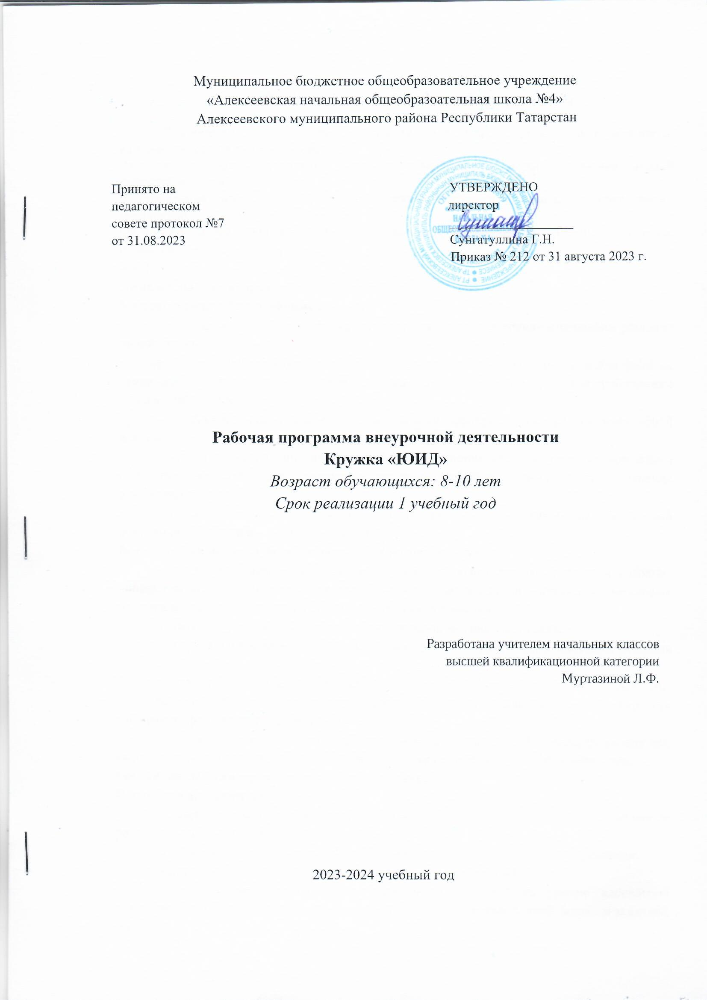 Муниципальное бюджетное общеобразовательное учреждение
«Алексеевская начальная общеобразоательная школа №4»
Алексеевского муниципального района Республики Татарстан
Принято на
педагогическом
совете протокол №7
от 31.08.2023
УТВЕРЖДЕНО
директор
Сунгатуллина Г.Н.
Приказ № 212 от 31 августа 2023 г.
Рабочая программа внеурочной деятельности
Кружка «ЮИД»
Возраст обучающихся: 8-10 лет
Срок реализации 1 учебный год
Разработана учителем начальных классов
высшей квалификационной категории
Муртазиной Л.Ф.
2023-2024 учебный год